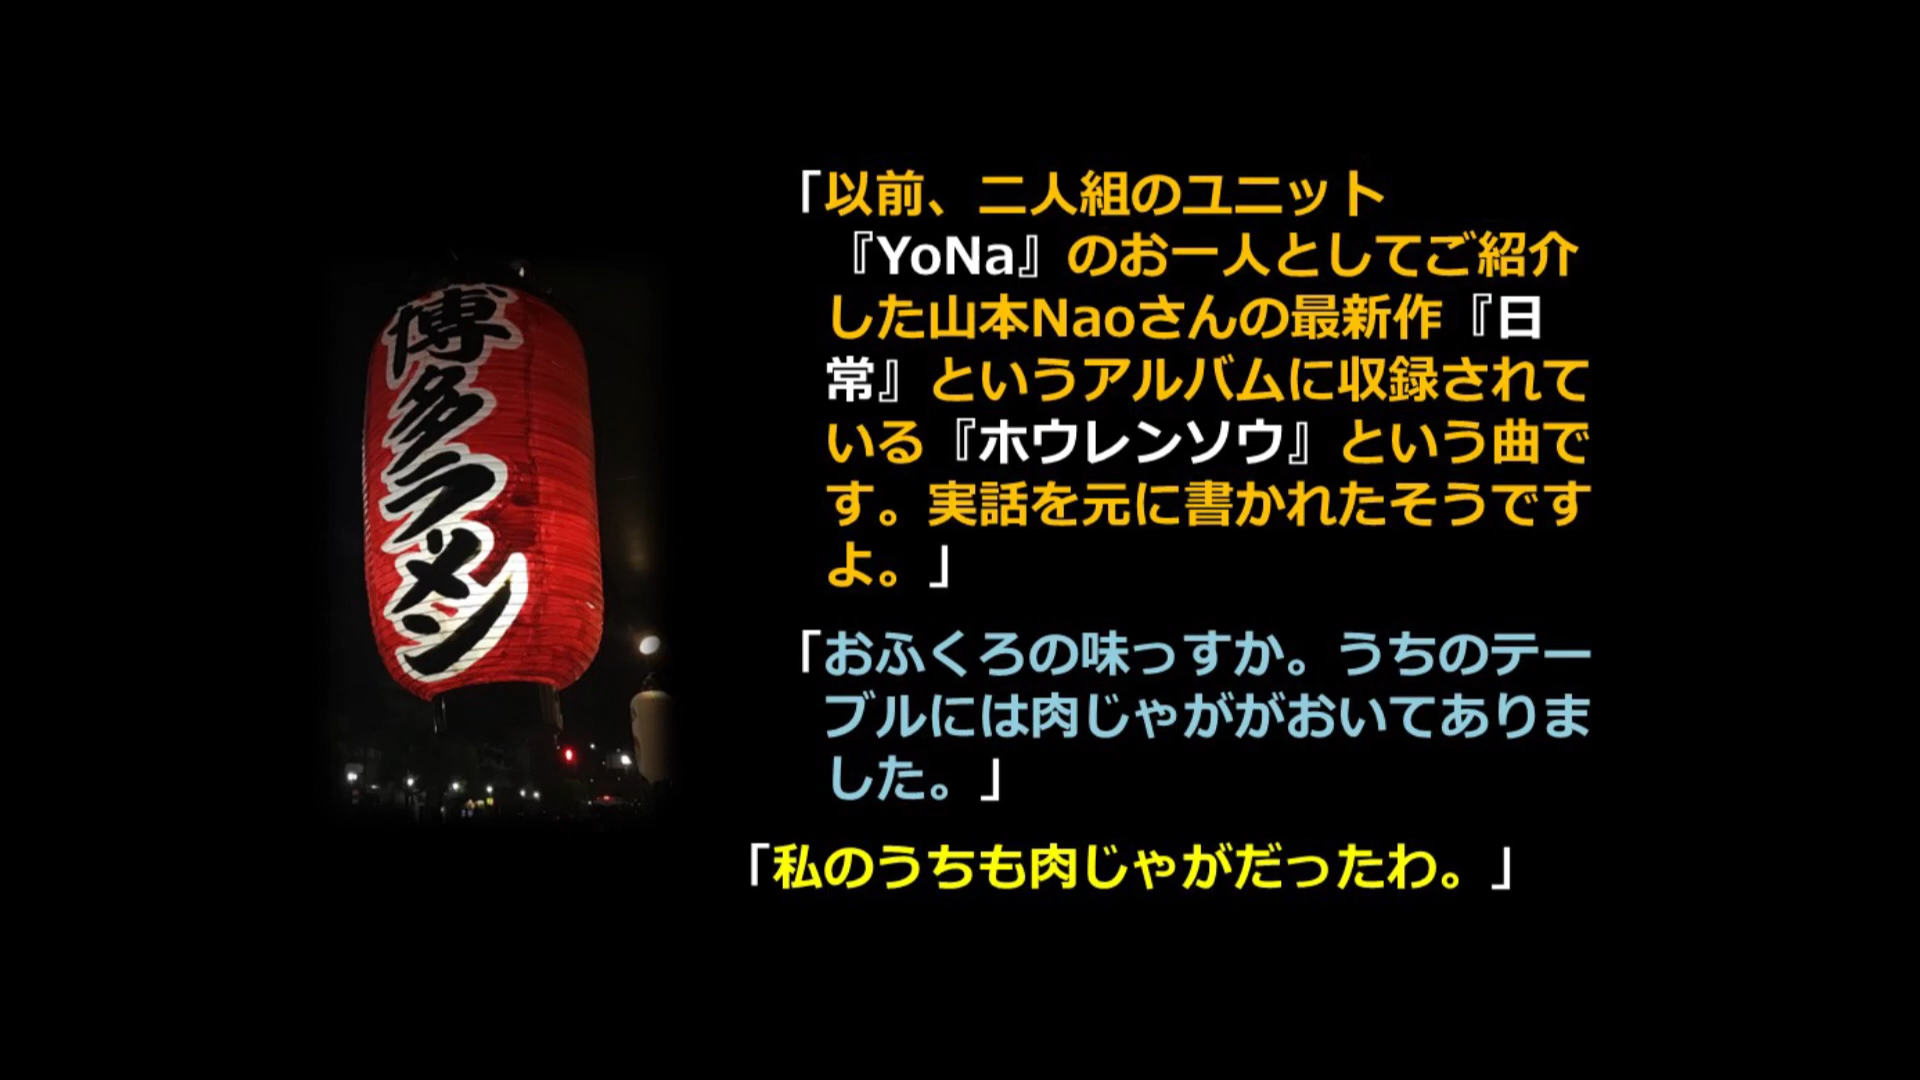 博多ラーメン
「以前、二人組のユニット
『YoNa』のお一人としてご紹介
した山本Naoさんの最新作『日
常』というアルバムに収録されて
いる『ホウレンソウ』という曲で
す。実話を元に書かれたそうです
よ。」
「おふくろの味っすか。うちのテー
ブルには肉じゃががおいてありま
した。」
「私のうちも肉じゃがだったわ。」